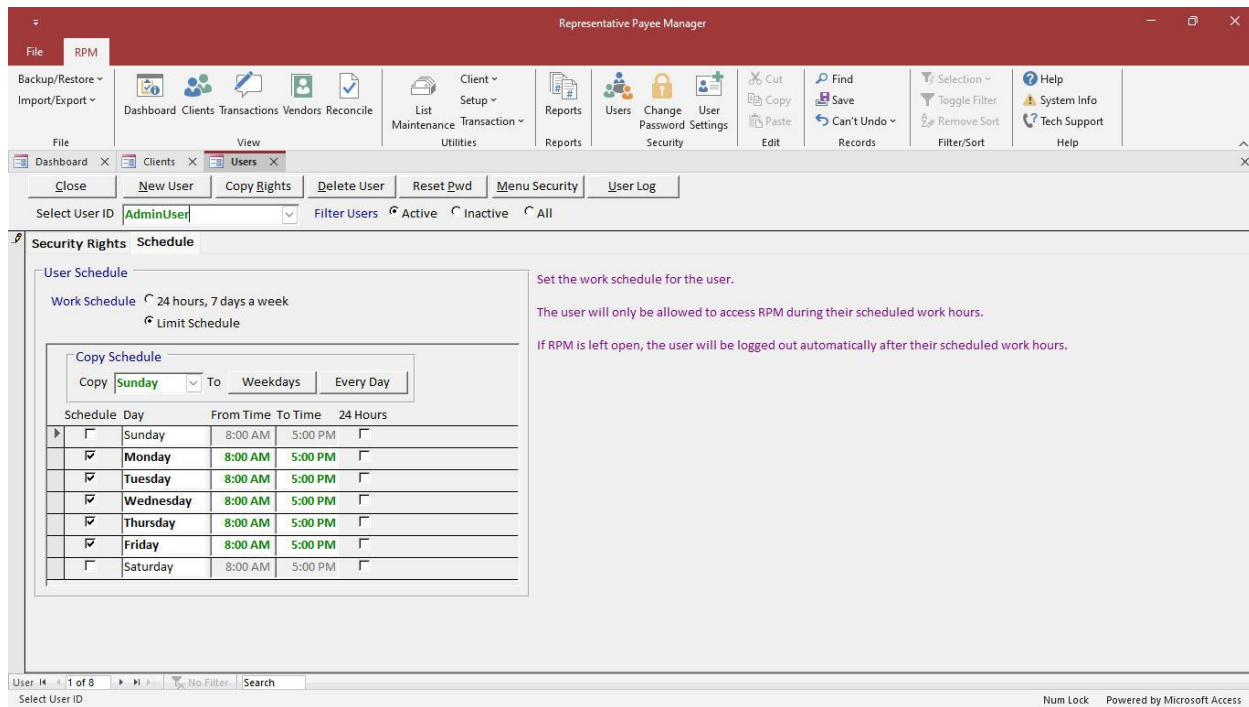 Representative Payee Manager
File RPM
Backup/Restore
Import/Export
File
Dashboard Clients Transactions Vendors Reconcile
View
List Maintenance
Client
Setup
Transaction
Utilities
Reports
Reports
Users Change Password User Settings
Security
Cut
Copy
Paste
Edit
Find
Save
Can't Undo
Records
Selection
Toggle Filter
Remove Sort
Filter/Sort
Help
System Info
Tech Support
Help
Dashboard Clients Users
Close New User Copy Rights Delete User Reset Pwd Menu Security User Log
Select User ID AdminUser Filter Users Active Inactive All
Security Rights Schedule
User Schedule
Work Schedule 24 hours, 7 days a week
Limit Schedule
Copy Schedule
Copy Sunday To Weekdays Every Day
Schedule Day From Time To Time 24 Hours
Sunday 8:00 AM 5:00 PM
Monday 8:00 AM 5:00 PM
Tuesday 8:00 AM 5:00 PM
Wednesday 8:00 AM 5:00 PM
Thursday 8:00 AM 5:00 PM
Friday 8:00 AM 5:00 PM
Saturday 8:00 AM 5:00 PM
Set the work schedule for the user.
The user will only be allowed to access RPM during their scheduled work hours.
If RPM is left open, the user will be logged out automatically after their scheduled work hours.
User 1 of 8 No Filter Search
Select User ID Num Lock Powered by Microsoft Access